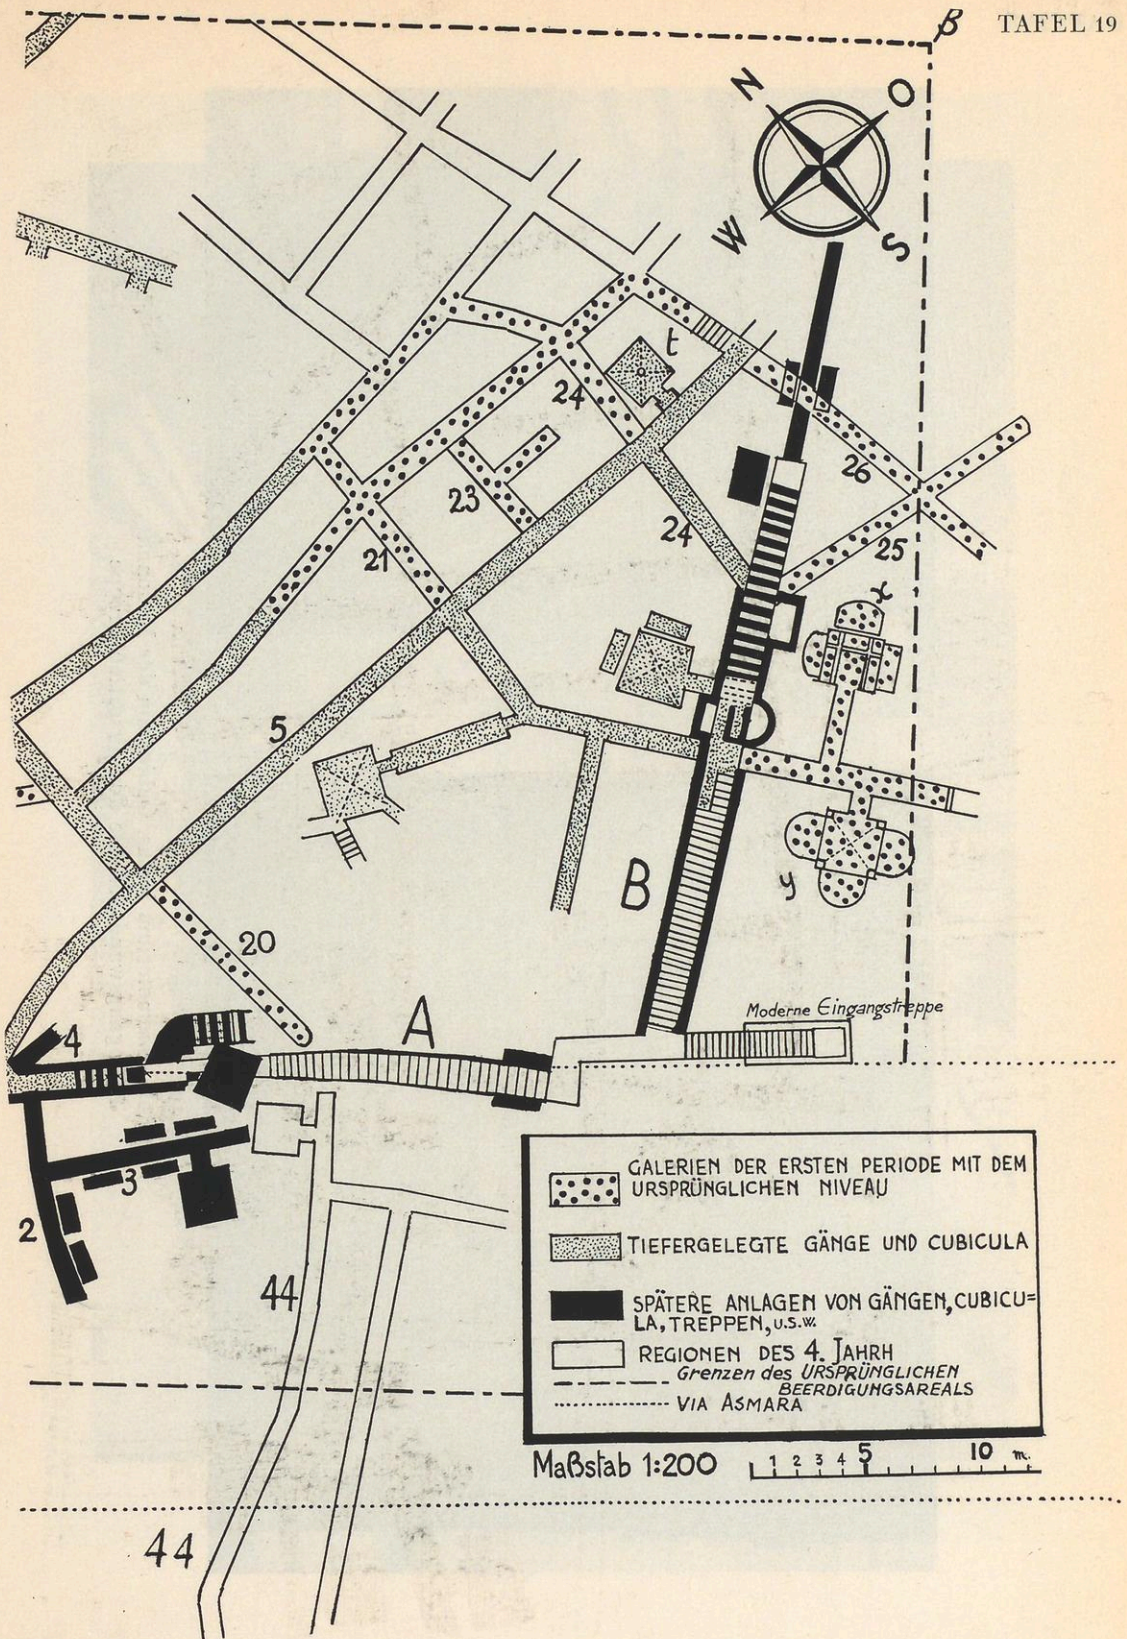 β TAFEL 19
N O
W S
t
24
26
23
24
25
21
x
5
B
y
20
A
Moderne Eingangstreppe
4
3
2
GALERIEN DER ERSTEN PERIODE MIT DEM
URSPRÜNGLICHEN NIVEAU
TIEFERGELEGTE GÄNGE UND CUBICULA
SPÄTERE ANLAGEN VON GÄNGEN, CUBICU=
LA, TREPPEN, U.S.W.
44
REGIONEN DES 4. JAHRH
Grenzen des URSPRÜNGLICHEN
BEERDIGUNGSAREALS
VIA ASMARA
Maßstab 1:200 1 2 3 4 5 10 m.
44